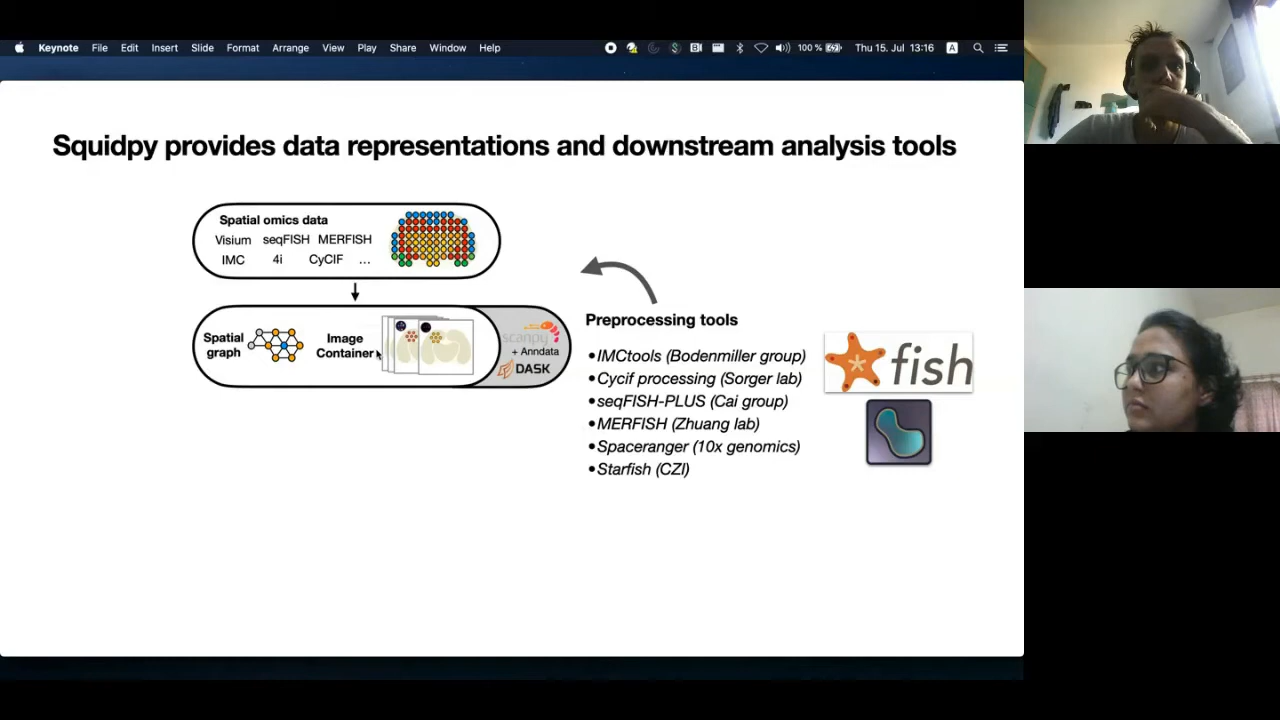 Keynote File Edit Insert Slide Format Arrange View Play Share Window Help 100 % Thu 15. Jul 13:16 A
Squidpy provides data representations and downstream analysis tools
Spatial omics data
Visium seqFISH MERFISH
IMC 4i CyCIF ...
Spatial graph
Image Container
scanpy
+ Anndata
DASK
Preprocessing tools
•IMCtools (Bodenmiller group)
•Cycif processing (Sorger lab)
•seqFISH-PLUS (Cai group)
•MERFISH (Zhuang lab)
•Spaceranger (10x genomics)
•Starfish (CZI)
fish